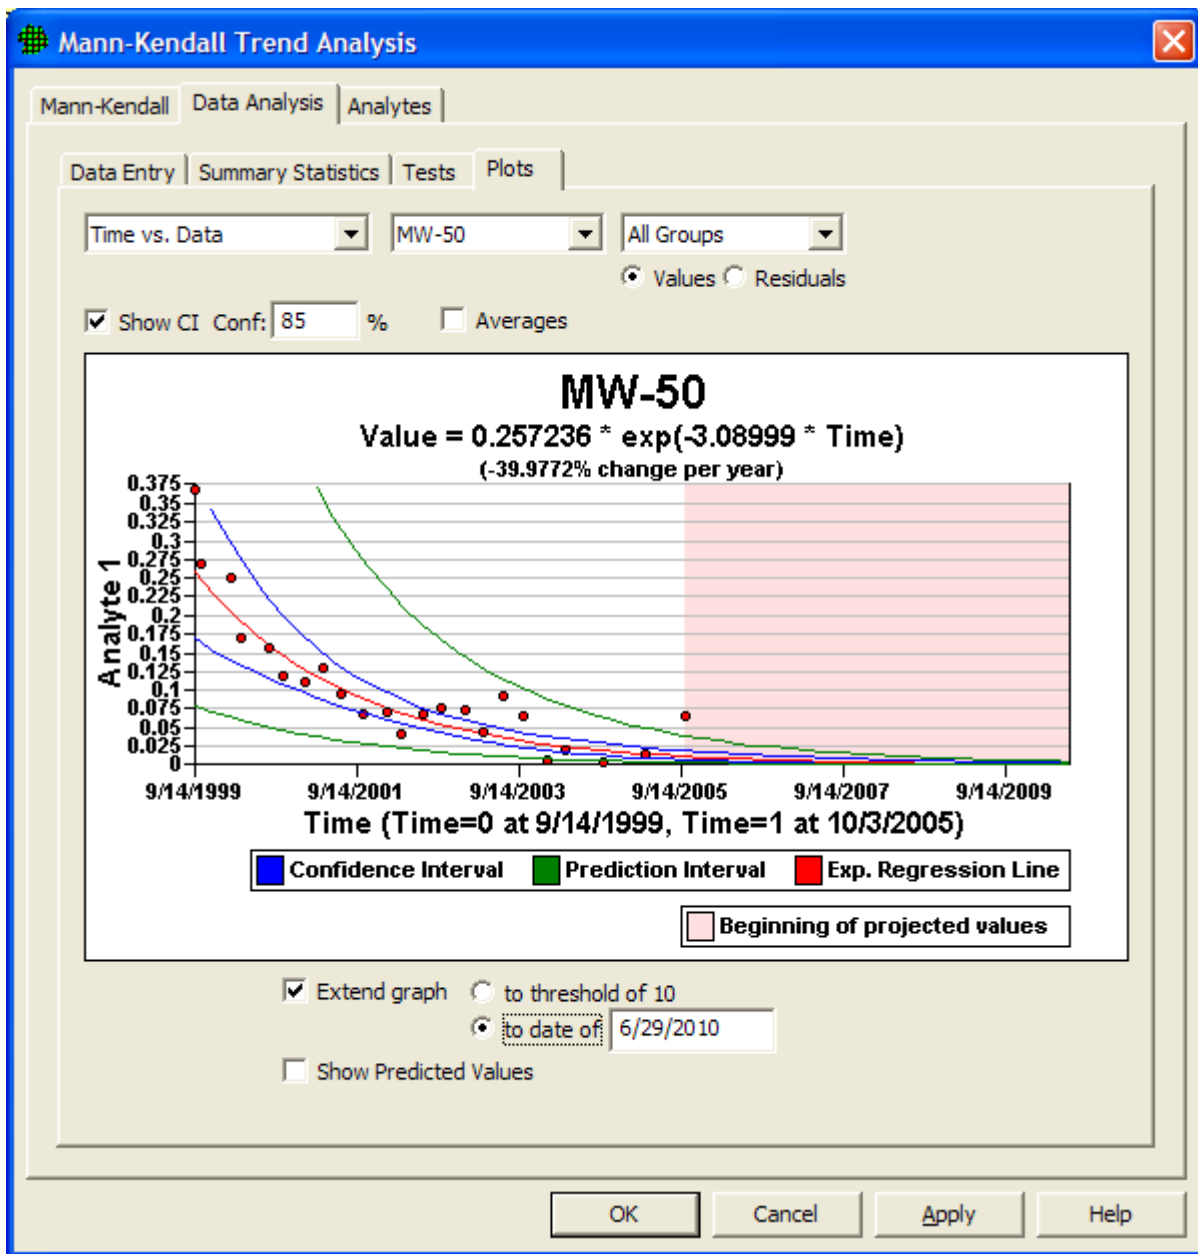 Mann-Kendall Trend Analysis
Mann-Kendall Data Analysis Analytes
Data Entry Summary Statistics Tests Plots
Time vs. Data MW-50 All Groups
Values Residuals
Show CI Conf: 85 % Averages
MW-50
Value = 0.257236 * exp(-3.08999 * Time)
(-39.9772% change per year)
0.375
0.35
0.325
0.3
0.275
0.25
0.225
0.2
0.175
0.15
0.125
0.1
0.075
0.05
0.025
0
Analyte 1
9/14/1999 9/14/2001 9/14/2003 9/14/2005 9/14/2007 9/14/2009
Time (Time=0 at 9/14/1999, Time=1 at 10/3/2005)
Confidence Interval Prediction Interval Exp. Regression Line
Beginning of projected values
Extend graph to threshold of 10
to date of 6/29/2010
Show Predicted Values
OK Cancel Apply Help